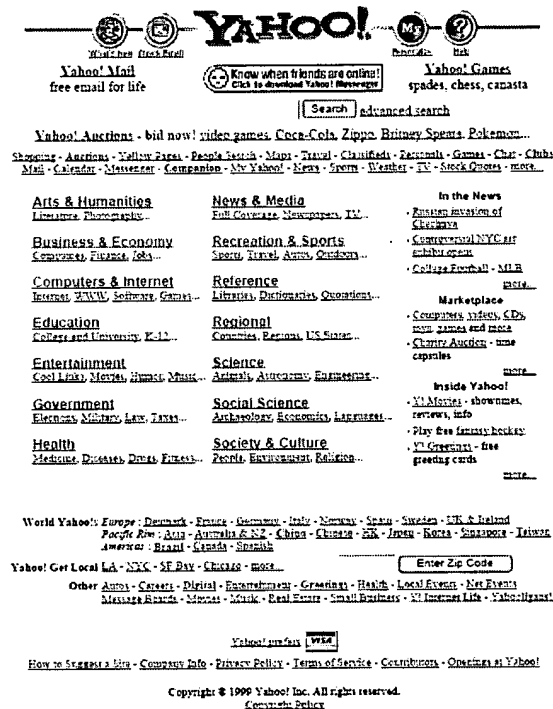 YAHOO!
What's New Check Email Personalize Help
Yahoo! Mail
free email for life
Know when friends are online!
Click to download Yahoo! Messenger
Yahoo! Games
spades, chess, canasta
Search advanced search
Yahoo! Auctions - bid now! video games, Coca-Cola, Zippo, Britney Spears, Pokemon...
Shopping - Auctions - Yellow Pages - People Search - Maps - Travel - Classifieds - Personals - Games - Chat - Clubs
Mail - Calendar - Messenger - Companion - My Yahoo! - News - Sports - Weather - TV - Stock Quotes - more...
Arts & Humanities
Literature, Photography...
Business & Economy
Companies, Finance, Jobs...
Computers & Internet
Internet, WWW, Software, Games...
Education
College and University, K-12...
Entertainment
Cool Links, Movies, Humor, Music...
Government
Elections, Military, Law, Taxes...
Health
Medicine, Diseases, Drugs, Fitness...
News & Media
Full Coverage, Newspapers, TV...
Recreation & Sports
Sports, Travel, Autos, Outdoors...
Reference
Libraries, Dictionaries, Quotations...
Regional
Countries, Regions, US States...
Science
Animals, Astronomy, Engineering...
Social Science
Archaeology, Economics, Languages...
Society & Culture
People, Environment, Religion...
In the News
· Russian invasion of
Chechnya
· Controversial NYC art
exhibit opens
· College Football - MLB
more...
Marketplace
· Computers, videos, CDs,
toys, games and more
· Charity Auction - time
capsules
more...
Inside Yahoo!
· Y! Movies - showtimes,
reviews, info
· Play free fantasy hockey
· Y! Greetings - free
greeting cards
more...
World Yahoo!s Europe : Denmark - France - Germany - Italy - Norway - Spain - Sweden - UK & Ireland
Pacific Rim : Asia - Australia & NZ - China - Chinese - HK - Japan - Korea - Singapore - Taiwan
Americas : Brazil - Canada - Spanish
Yahoo! Get Local LA - NYC - SF Bay - Chicago - more... Enter Zip Code
Other Autos - Careers - Digital - Entertainment - Greetings - Health - Local Events - Net Events
Message Boards - Movies - Music - Real Estate - Small Business - Y! Internet Life - Yahooligans!
Yahoo! prefers VISA
How to Suggest a Site - Company Info - Privacy Policy - Terms of Service - Contributors - Openings at Yahoo!
Copyright © 1999 Yahoo! Inc. All rights reserved.
Copyright Policy